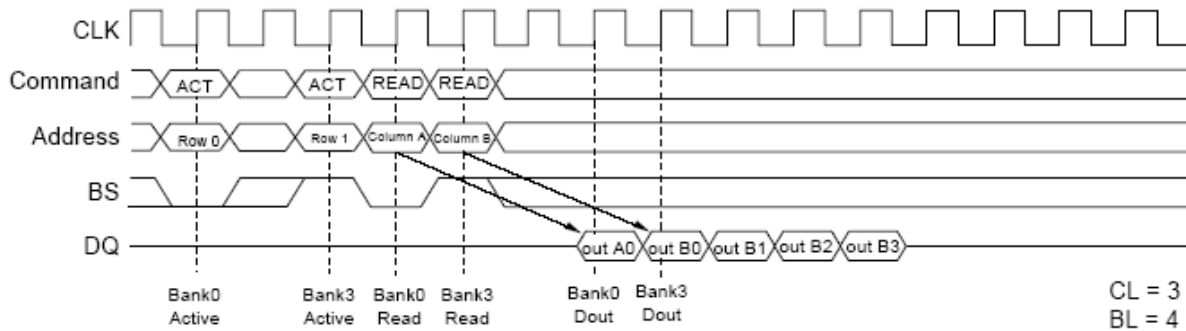 CLK
Command ACT ACT READ READ
Address Row 0 Row 1 Column A Column B
BS
DQ out A0 out B0 out B1 out B2 out B3
Bank0 Bank3 Bank0 Bank3 Bank0 Bank3 CL = 3
Active Active Read Read Dout Dout BL = 4